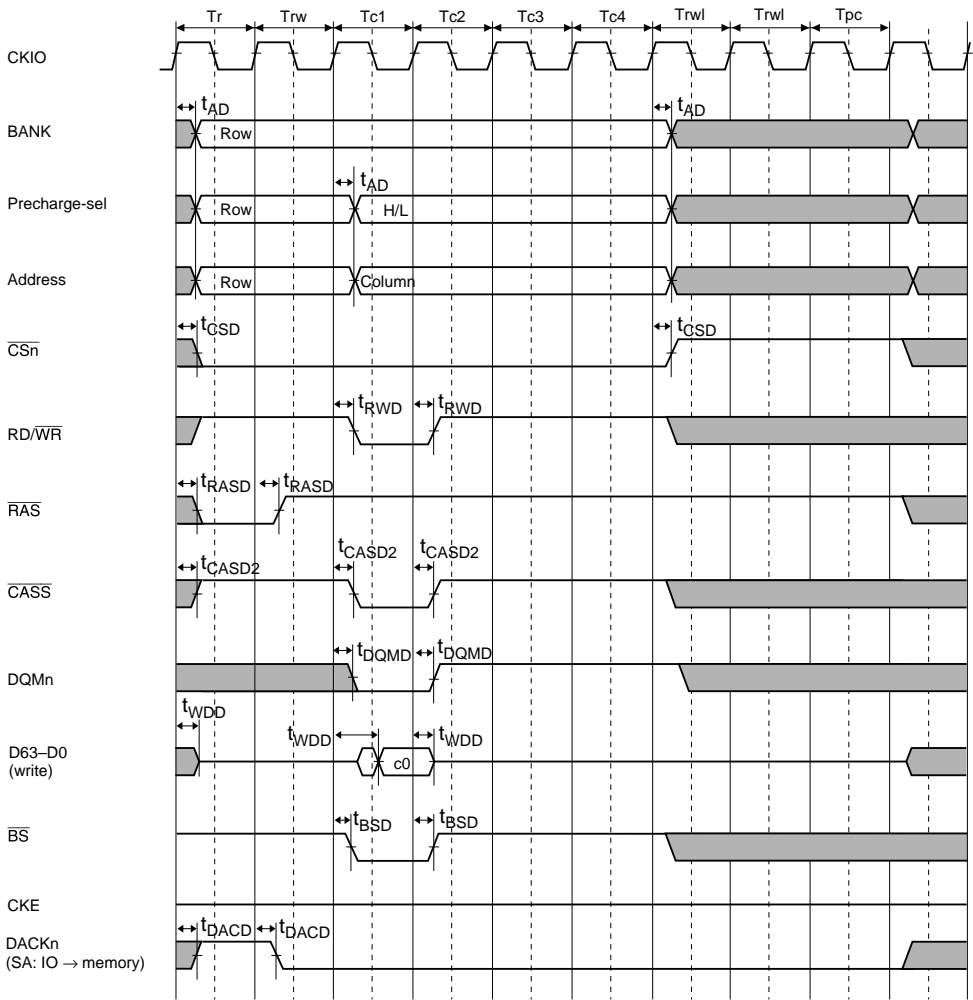 Tr Trw Tc1 Tc2 Tc3 Tc4 Trwl Trwl Tpc
CKIO
tAD tAD
BANK Row
tAD
Precharge-sel Row H/L
Address Row Column
tCSD tCSD
CSn
tRWD tRWD
RD/WR
tRASD tRASD
RAS
tCASD2 tCASD2 tCASD2
CASS
tDQMD tDQMD
DQMn
tWDD tWDD tWDD
D63–D0
(write) c0
tBSD tBSD
BS
CKE
tDACD tDACD
DACKn
(SA: IO → memory)